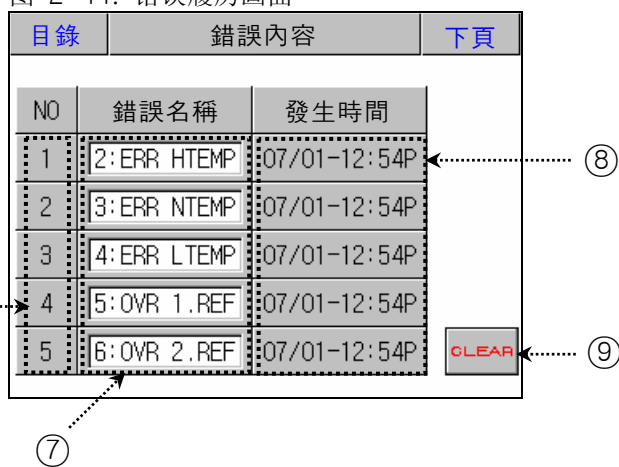 目錄 錯誤內容 下頁
NO 錯誤名稱 發生時間
1 2:ERR HTEMP 07/01-12:54P ⑧
2 3:ERR NTEMP 07/01-12:54P
3 4:ERR LTEMP 07/01-12:54P
4 5:OVR 1.REF 07/01-12:54P
5 6:OVR 2.REF 07/01-12:54P CLEAR ⑨
⑦